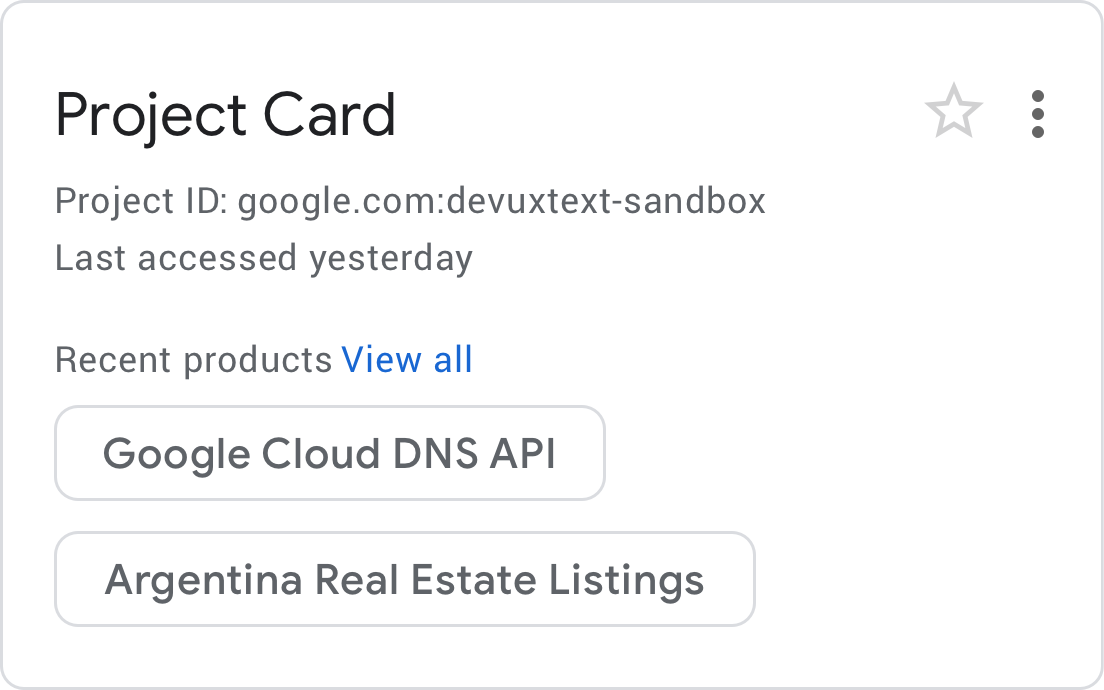 Project Card
Project ID: google.com:devuxtext-sandbox
Last accessed yesterday
Recent products View all
Google Cloud DNS API
Argentina Real Estate Listings